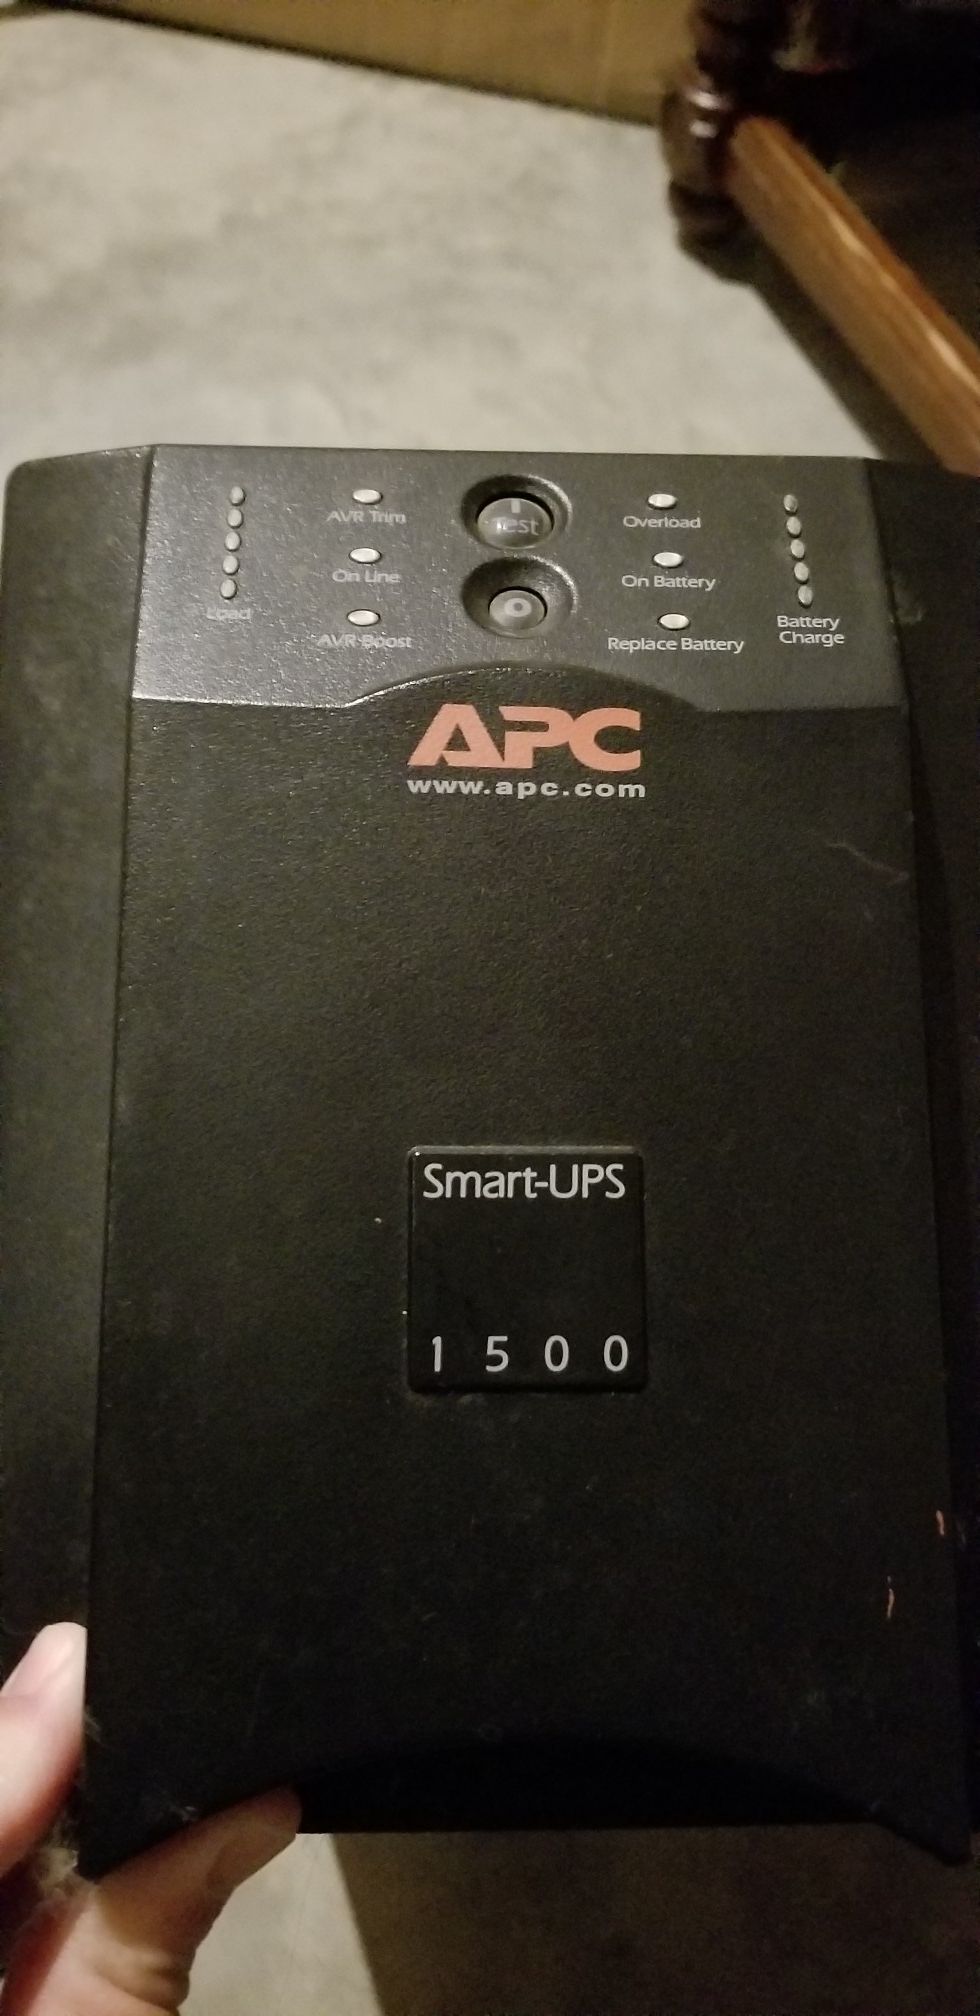 AVR Trim
On Line
AVR Boost
Load
Test
Overload
On Battery
Replace Battery
Battery
Charge
APC
www.apc.com
Smart-UPS
1500